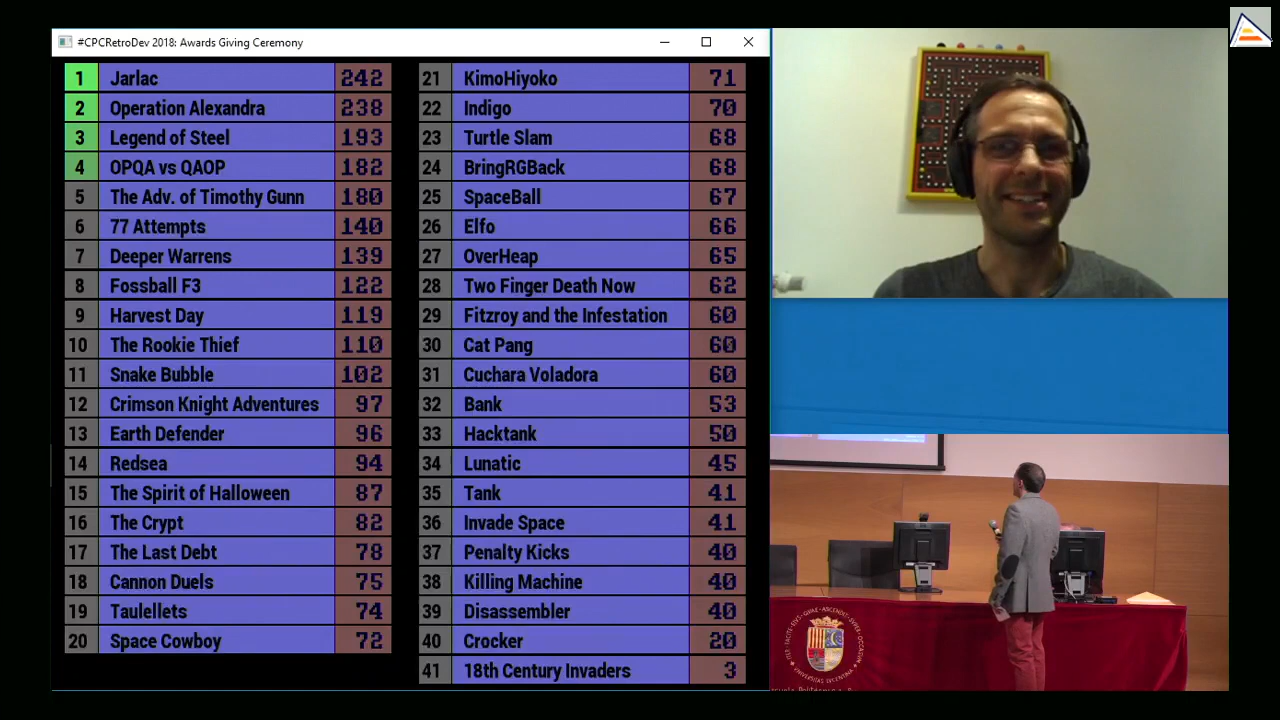 #CPCRetroDev 2018: Awards Giving Ceremony
1 Jarlac 242
2 Operation Alexandra 238
3 Legend of Steel 193
4 OPQA vs QAOP 182
5 The Adv. of Timothy Gunn 180
6 77 Attempts 140
7 Deeper Warrens 139
8 Fossball F3 122
9 Harvest Day 119
10 The Rookie Thief 110
11 Snake Bubble 102
12 Crimson Knight Adventures 97
13 Earth Defender 96
14 Redsea 94
15 The Spirit of Halloween 87
16 The Crypt 82
17 The Last Debt 78
18 Cannon Duels 75
19 Taulellets 74
20 Space Cowboy 72
21 KimoHiyoko 71
22 Indigo 70
23 Turtle Slam 68
24 BringRGBack 68
25 SpaceBall 67
26 Elfo 66
27 OverHeap 65
28 Two Finger Death Now 62
29 Fitzroy and the Infestation 60
30 Cat Pang 60
31 Cuchara Voladora 60
32 Bank 53
33 Hacktank 50
34 Lunatic 45
35 Tank 41
36 Invade Space 41
37 Penalty Kicks 40
38 Killing Machine 40
39 Disassembler 40
40 Crocker 20
41 18th Century Invaders 3